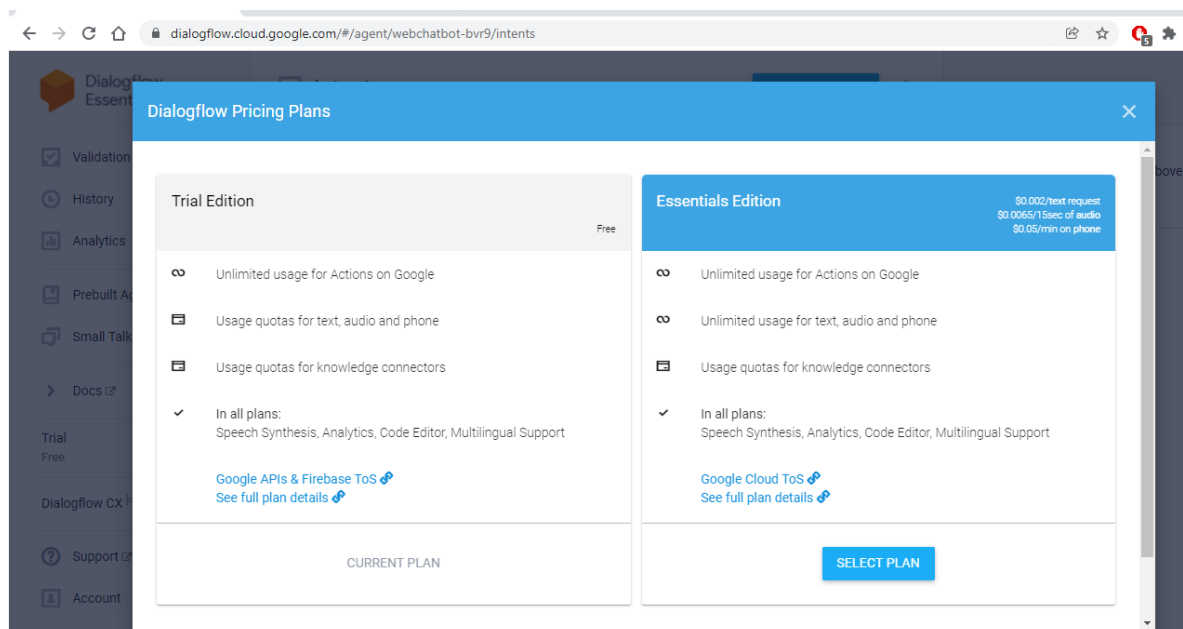 dialogflow.cloud.google.com/#/agent/webchatbot-bvr9/intents
5
Dialogflow
Essent
Dialogflow Pricing Plans
Validation
bove
History
Analytics
Prebuilt Ag
Small Talk
Docs
Trial
Free
Dialogflow CX
Support
Account
Trial Edition
Free
Unlimited usage for Actions on Google
Usage quotas for text, audio and phone
Usage quotas for knowledge connectors
In all plans:
Speech Synthesis, Analytics, Code Editor, Multilingual Support
Google APIs & Firebase ToS
See full plan details
CURRENT PLAN
Essentials Edition
$0.002/text request
$0.0065/15sec of audio
$0.05/min on phone
Unlimited usage for Actions on Google
Unlimited usage for text, audio and phone
Usage quotas for knowledge connectors
In all plans:
Speech Synthesis, Analytics, Code Editor, Multilingual Support
Google Cloud ToS
See full plan details
SELECT PLAN